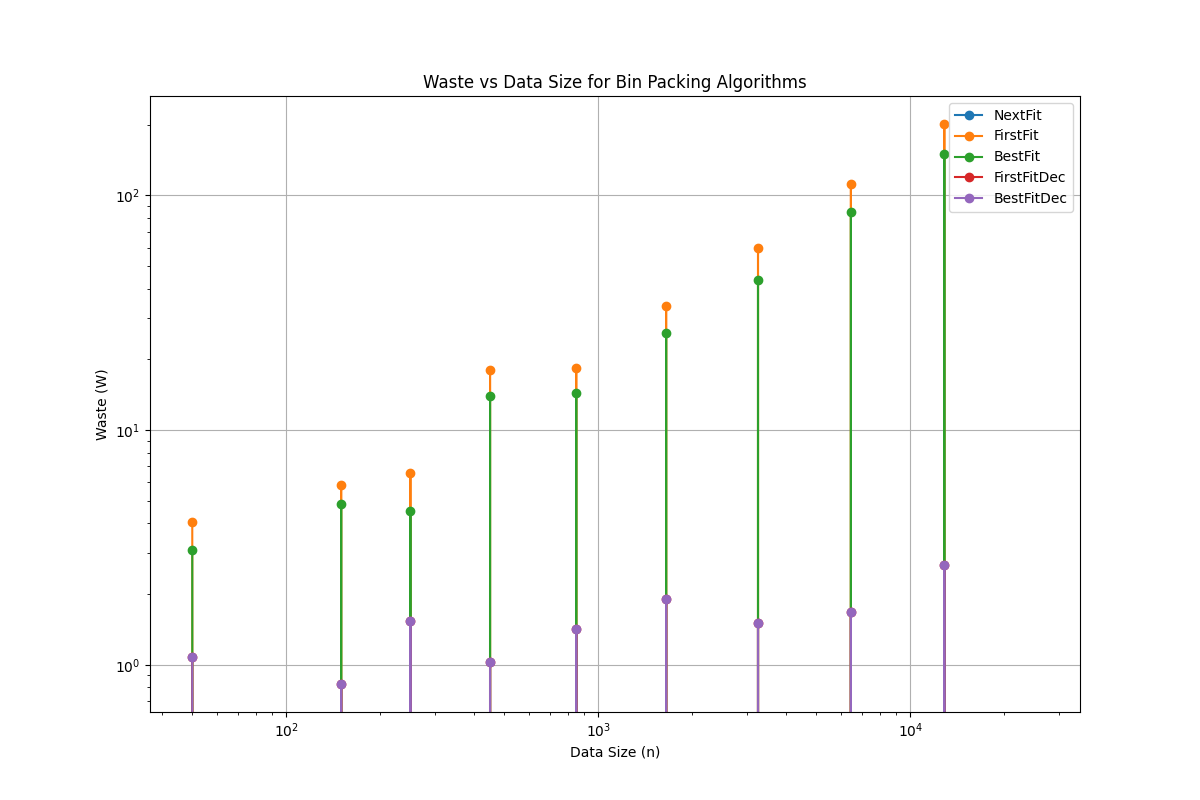 Waste vs Data Size for Bin Packing Algorithms
NextFit
FirstFit
BestFit
FirstFitDec
BestFitDec
Waste (W)
10²
10¹
10⁰
10² 10³ 10⁴
Data Size (n)